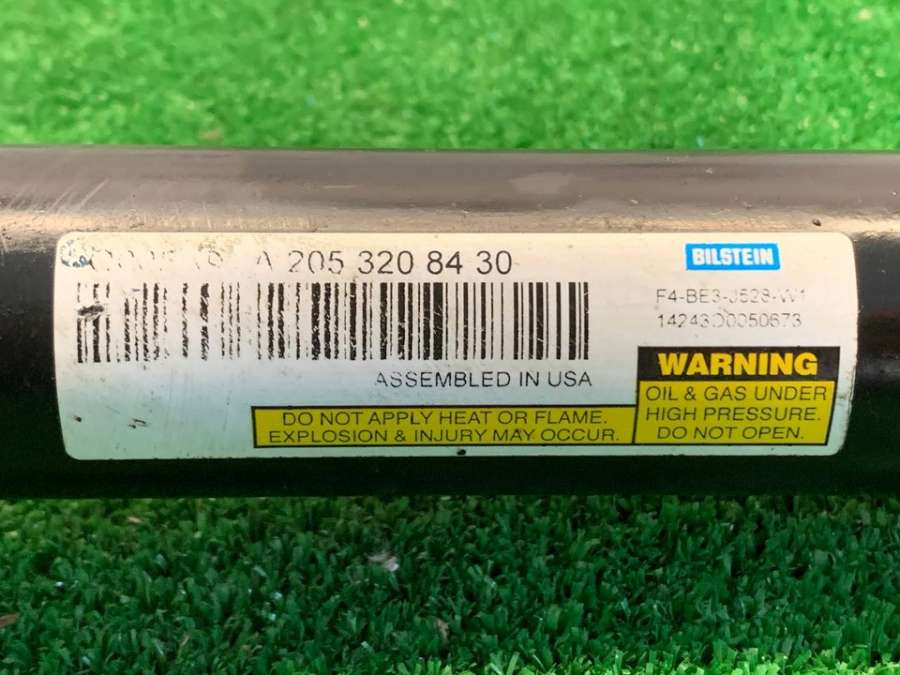 A 205 320 84 30
BILSTEIN
F4-BE3-J528-W1
1424300050673
ASSEMBLED IN USA
WARNING
OIL & GAS UNDER
HIGH PRESSURE.
DO NOT OPEN.
DO NOT APPLY HEAT OR FLAME.
EXPLOSION & INJURY MAY OCCUR.